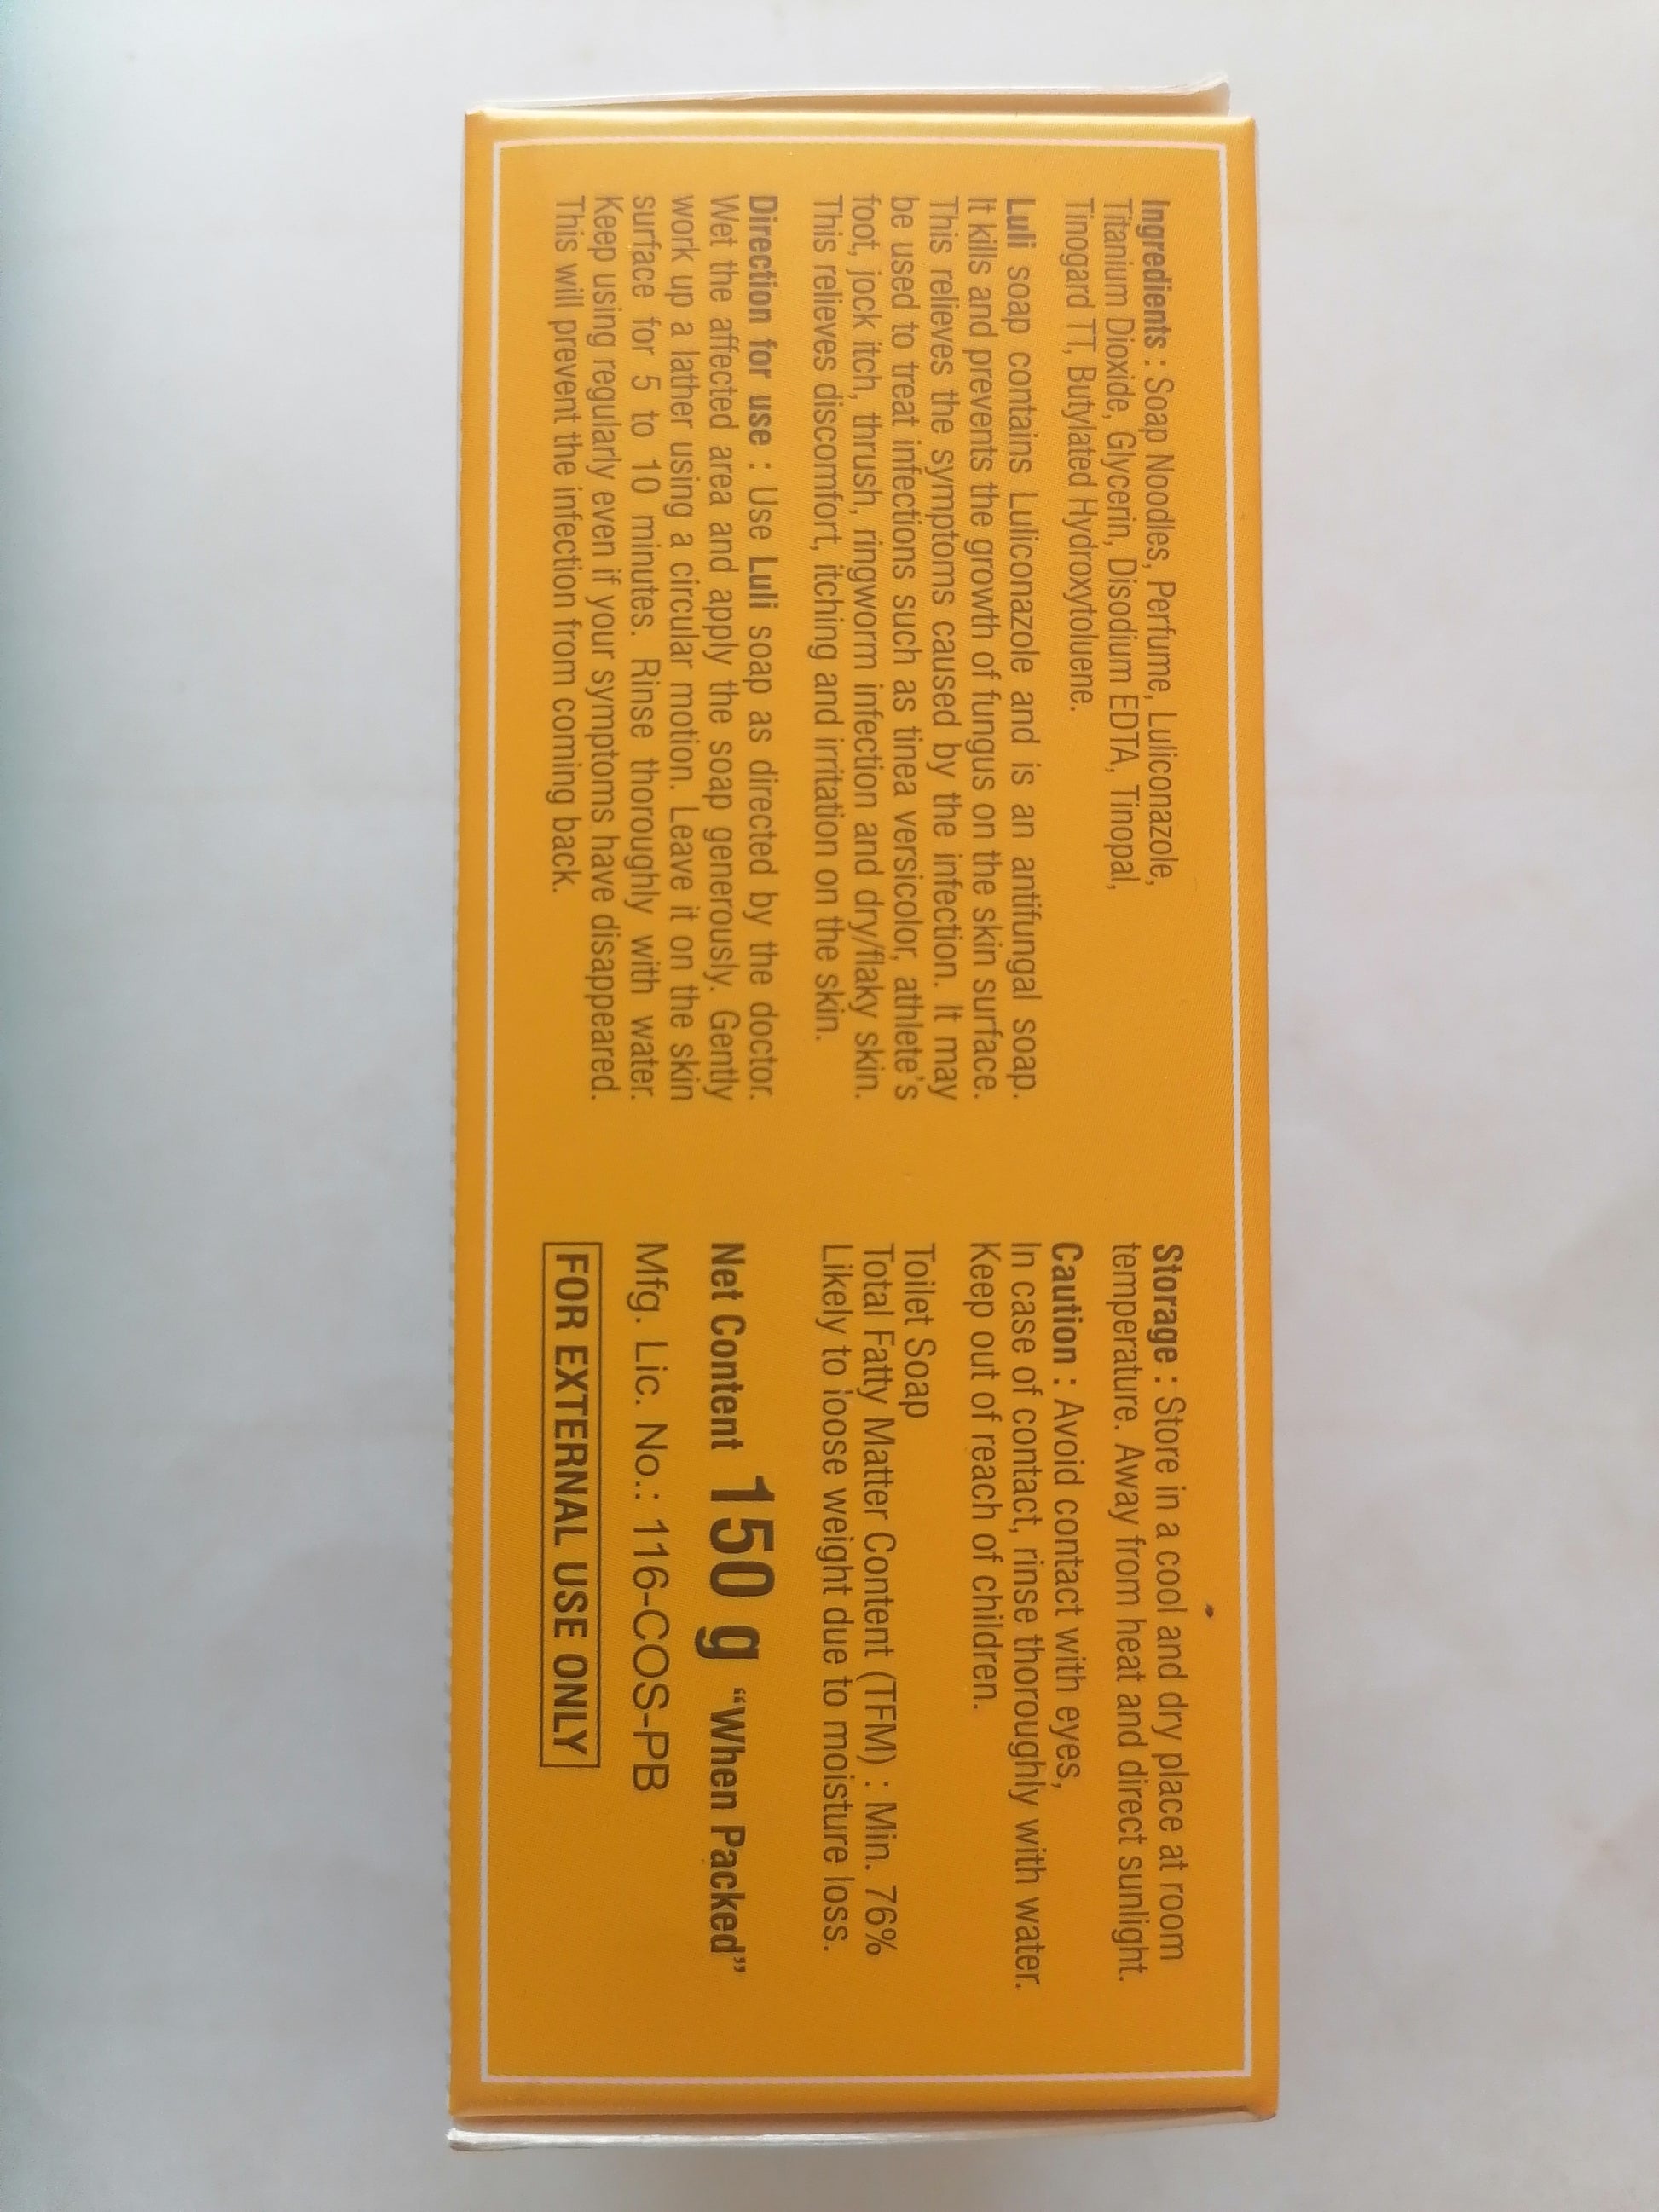 Ingredients : Soap Noodles, Perfume, Luliconazole,
Titanium Dioxide, Glycerin, Disodium EDTA, Tinopal,
Tinogard TT, Butylated Hydroxytoluene.
Luli soap contains Luliconazole and is an antifungal soap.
It kills and prevents the growth of fungus on the skin surface.
This relieves the symptoms caused by the infection. It may
be used to treat infections such as tinea versicolor, athlete's
foot, jock itch, thrush, ringworm infection and dry/flaky skin.
This relieves discomfort, itching and irritation on the skin.
Direction for use : Use Luli soap as directed by the doctor.
Wet the affected area and apply the soap generously. Gently
work up a lather using a circular motion. Leave it on the skin
surface for 5 to 10 minutes. Rinse thoroughly with water.
Keep using regularly even if your symptoms have disappeared.
This will prevent the infection from coming back.
Storage : Store in a cool and dry place at room
temperature. Away from heat and direct sunlight.
Caution : Avoid contact with eyes,
In case of contact, rinse thoroughly with water.
Keep out of reach of children.
Toilet Soap
Total Fatty Matter Content (TFM) : Min. 76%
Likely to loose weight due to moisture loss.
Net Content 150 g “When Packed”
Mfg. Lic. No.: 116-COS-PB
FOR EXTERNAL USE ONLY